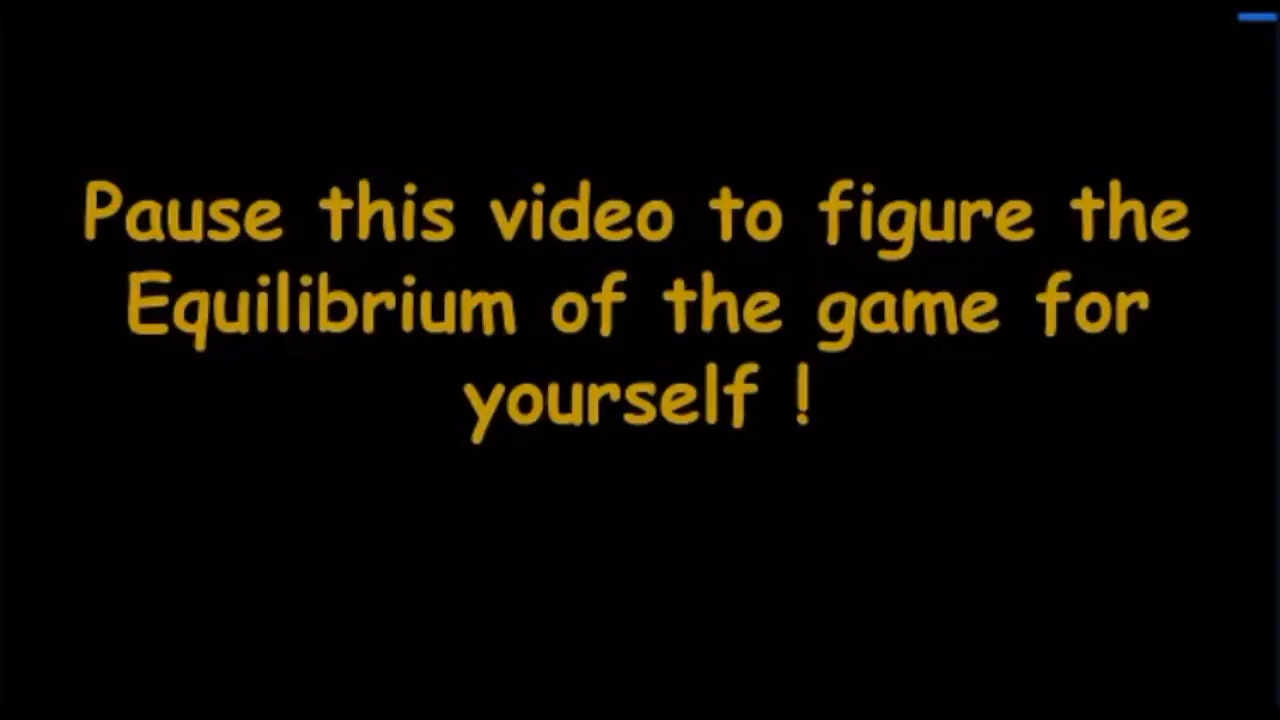 Pause this video to figure the
Equilibrium of the game for
yourself !